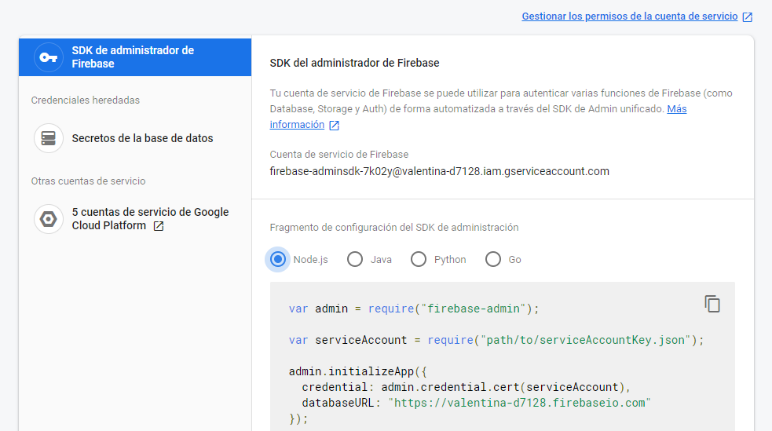 Gestionar los permisos de la cuenta de servicio
SDK de administrador de
Firebase
Credenciales heredadas
Secretos de la base de datos
Otras cuentas de servicio
5 cuentas de servicio de Google
Cloud Platform
SDK del administrador de Firebase
Tu cuenta de servicio de Firebase se puede utilizar para autenticar varias funciones de Firebase (como
Database, Storage y Auth) de forma automatizada a través del SDK de Admin unificado. Más
información
Cuenta de servicio de Firebase
firebase-adminsdk-7k02y@valentina-d7128.iam.gserviceaccount.com
Fragmento de configuración del SDK de administración
Node.js Java Python Go
var admin = require("firebase-admin");
var serviceAccount = require("path/to/serviceAccountKey.json");
admin.initializeApp({
credential: admin.credential.cert(serviceAccount),
databaseURL: "https://valentina-d7128.firebaseio.com"
});